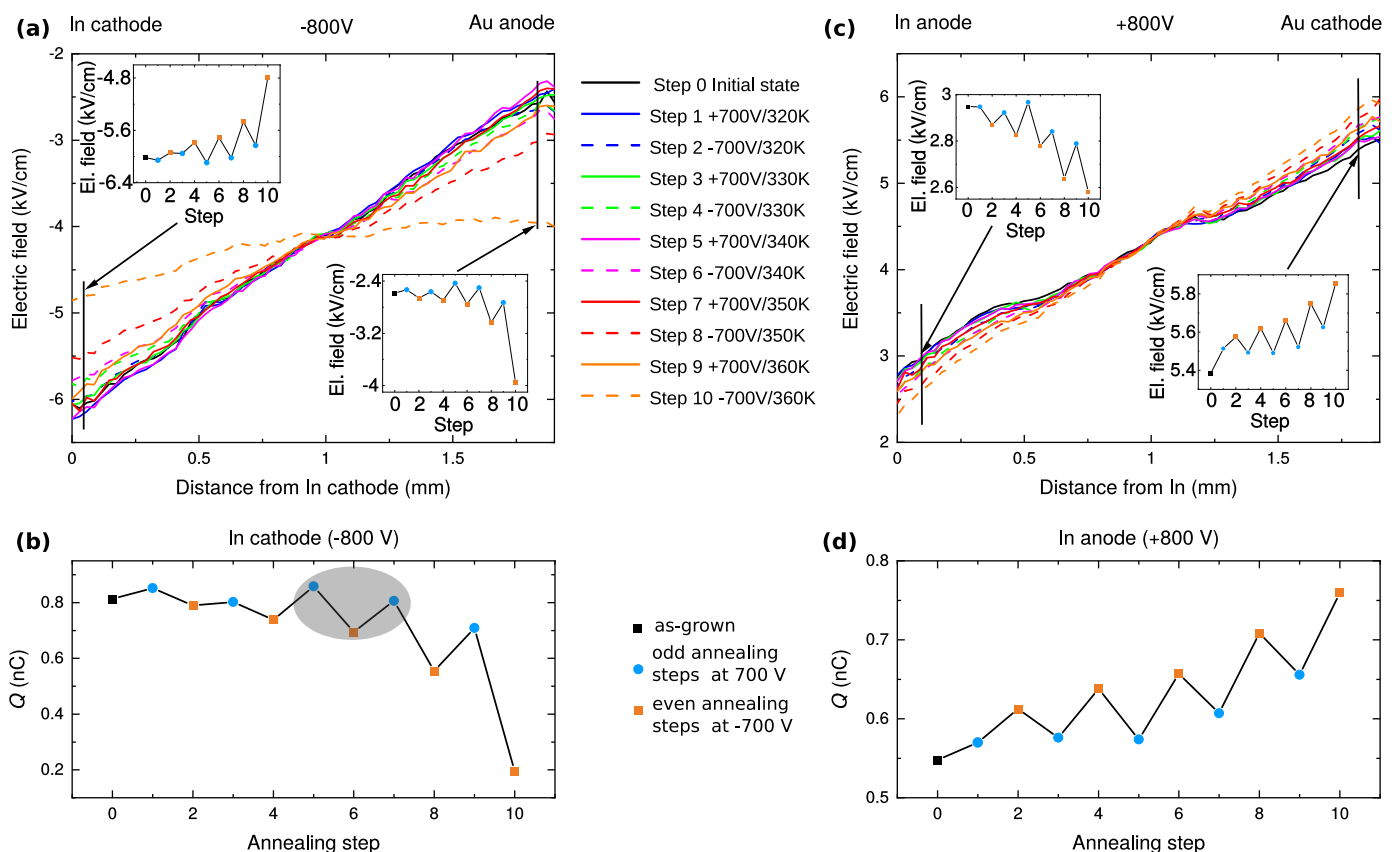 (a) In cathode -800V Au anode
-2
-3
-4
-5
-6
Electric field (kV/cm)
0 0.5 1 1.5
Distance from In cathode (mm)
-4.8
-5.6
-6.4
El. field (kV/cm)
0 2 4 6 8 10
Step
-2.4
-3.2
-4
El. field (kV/cm)
0 2 4 6 8 10
Step
Step 0 Initial state
Step 1 +700V/320K
Step 2 -700V/320K
Step 3 +700V/330K
Step 4 -700V/330K
Step 5 +700V/340K
Step 6 -700V/340K
Step 7 +700V/350K
Step 8 -700V/350K
Step 9 +700V/360K
Step 10 -700V/360K
(c) In anode +800V Au cathode
6
5
4
3
2
Electric field (kV/cm)
0 0.5 1 1.5
Distance from In (mm)
3
2.8
2.6
El. field (kV/cm)
0 2 4 6 8 10
Step
5.8
5.6
5.4
El. field (kV/cm)
0 2 4 6 8 10
Step
(b) In cathode (-800 V)
1.0
0.8
0.6
0.4
0.2
Q (nC)
0 2 4 6 8 10
Annealing step
as-grown
odd annealing
steps at 700 V
even annealing
steps at -700 V
(d) In anode (+800 V)
0.8
0.7
0.6
0.5
Q (nC)
0 2 4 6 8 10
Annealing step